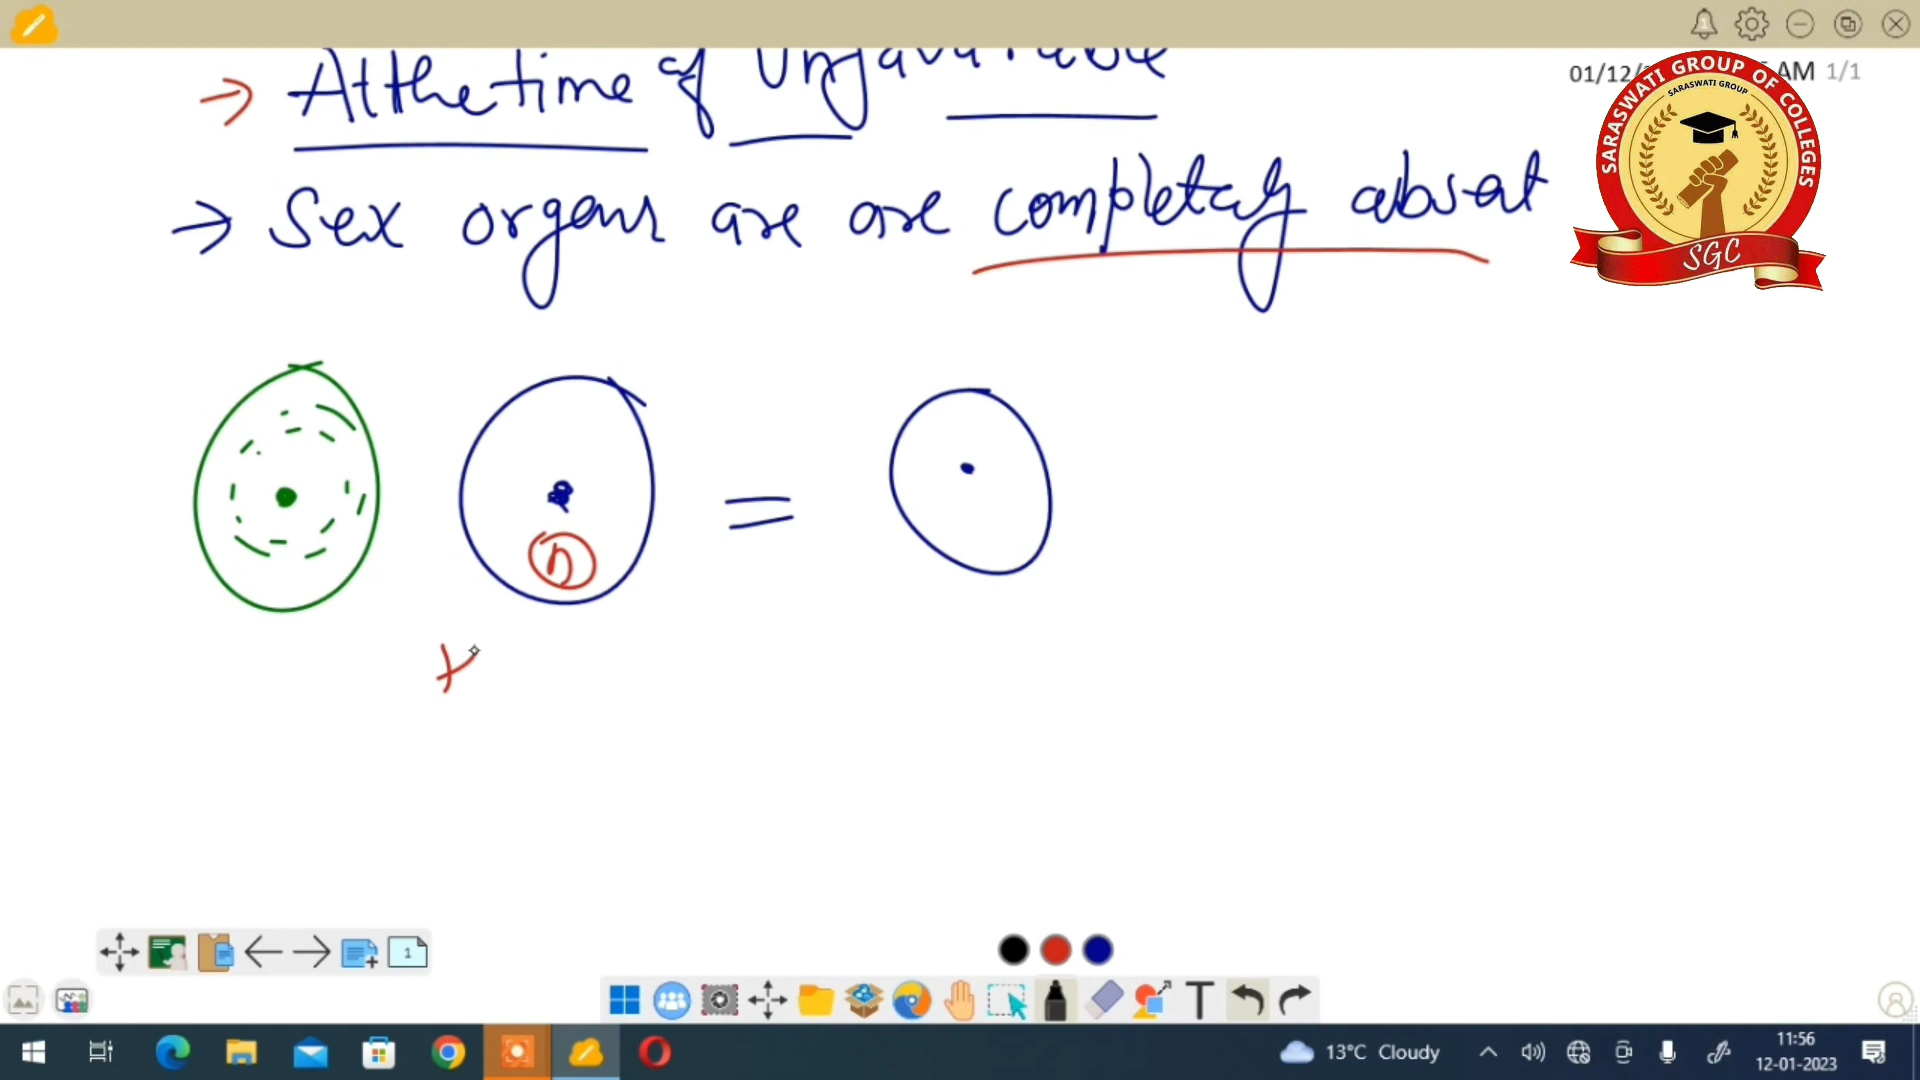 → At the time of
01/12/ AM 1/1
→ Sex organs are are completely absent
n
+
SARASWATI GROUP OF COLLEGES
SARASWATI GROUP
SGC
1
T
13°C Cloudy
11:56
12-01-2023